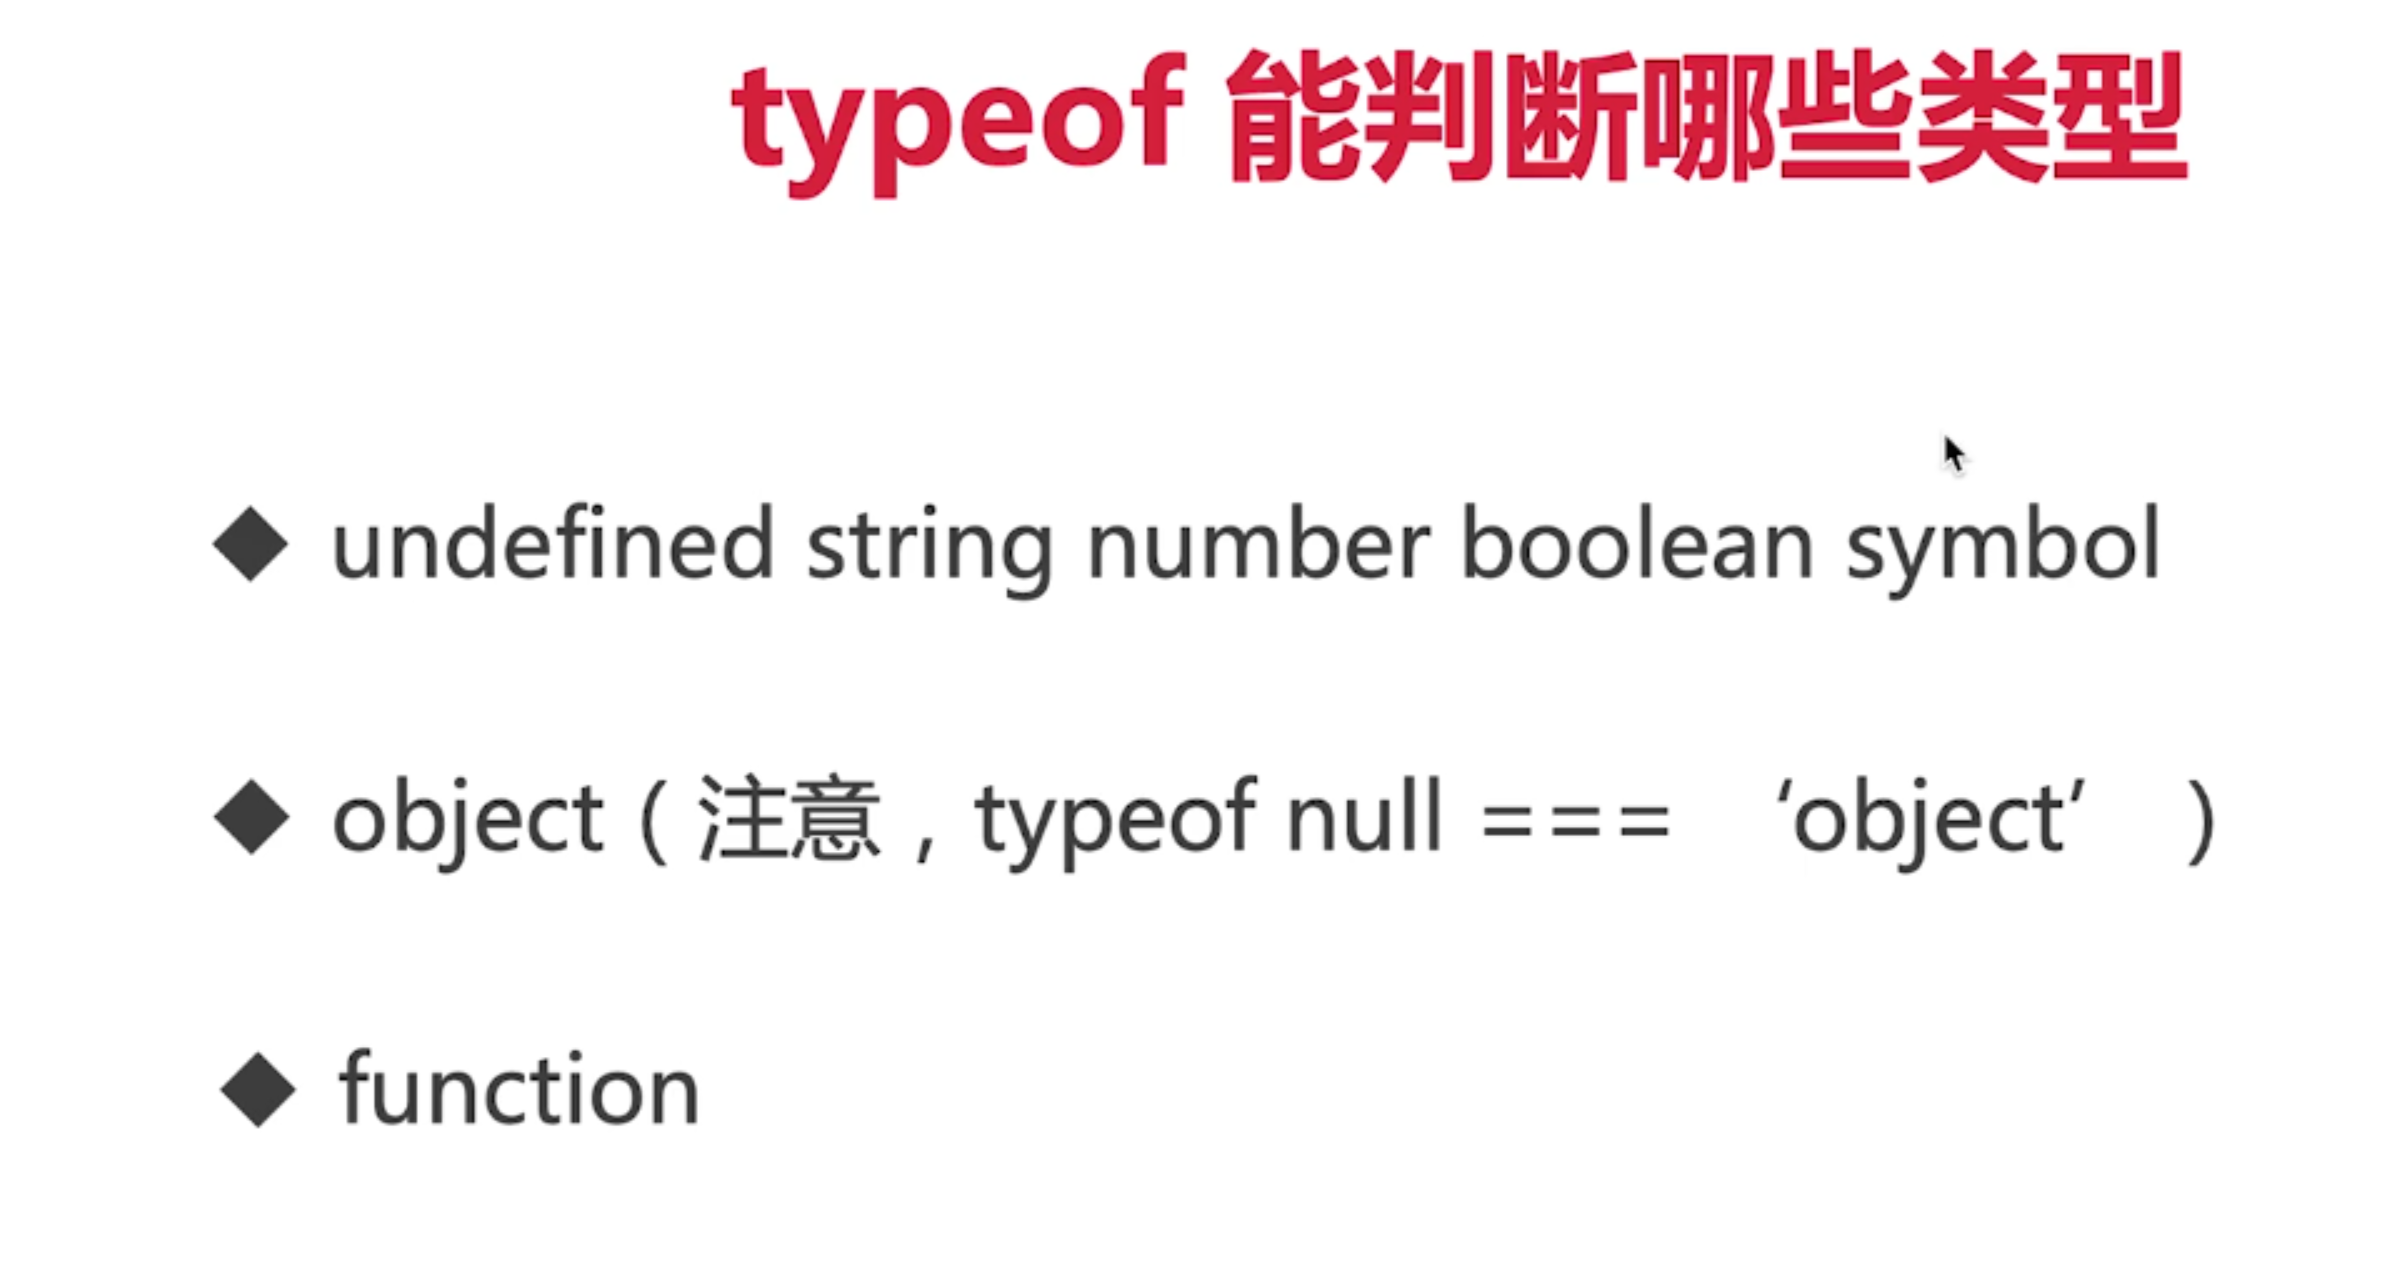 typeof 能判断哪些类型
◆ undefined string number boolean symbol
◆ object ( 注意 , typeof null === ‘object’ )
◆ function